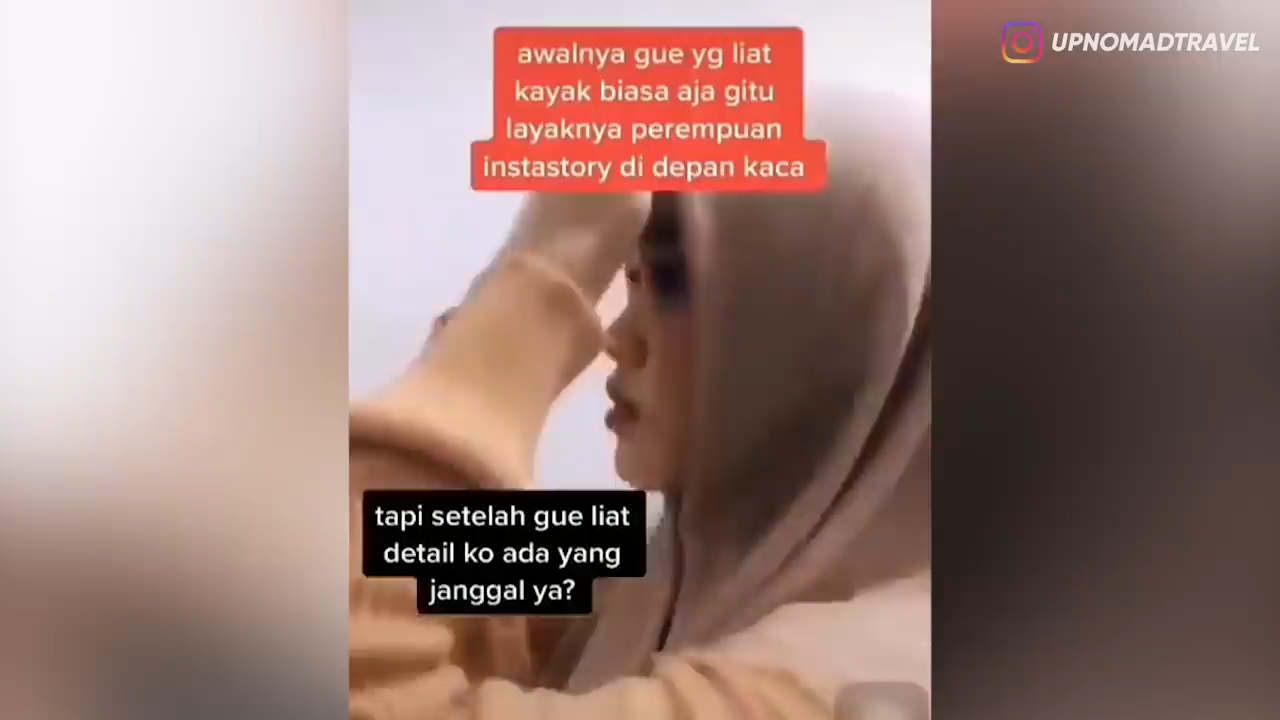 UPNOMADTRAVEL
awalnya gue yg liat
kayak biasa aja gitu
layaknya perempuan
instastory di depan kaca
tapi setelah gue liat
detail ko ada yang
janggal ya?